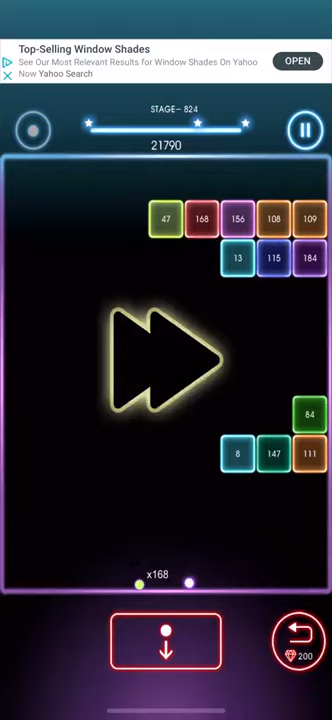 Top-Selling Window Shades
See Our Most Relevant Results for Window Shades On Yahoo
Now Yahoo Search
OPEN
STAGE- 824
21790
47 168 156 108 109
13 115 184
84
8 147 111
x168
200